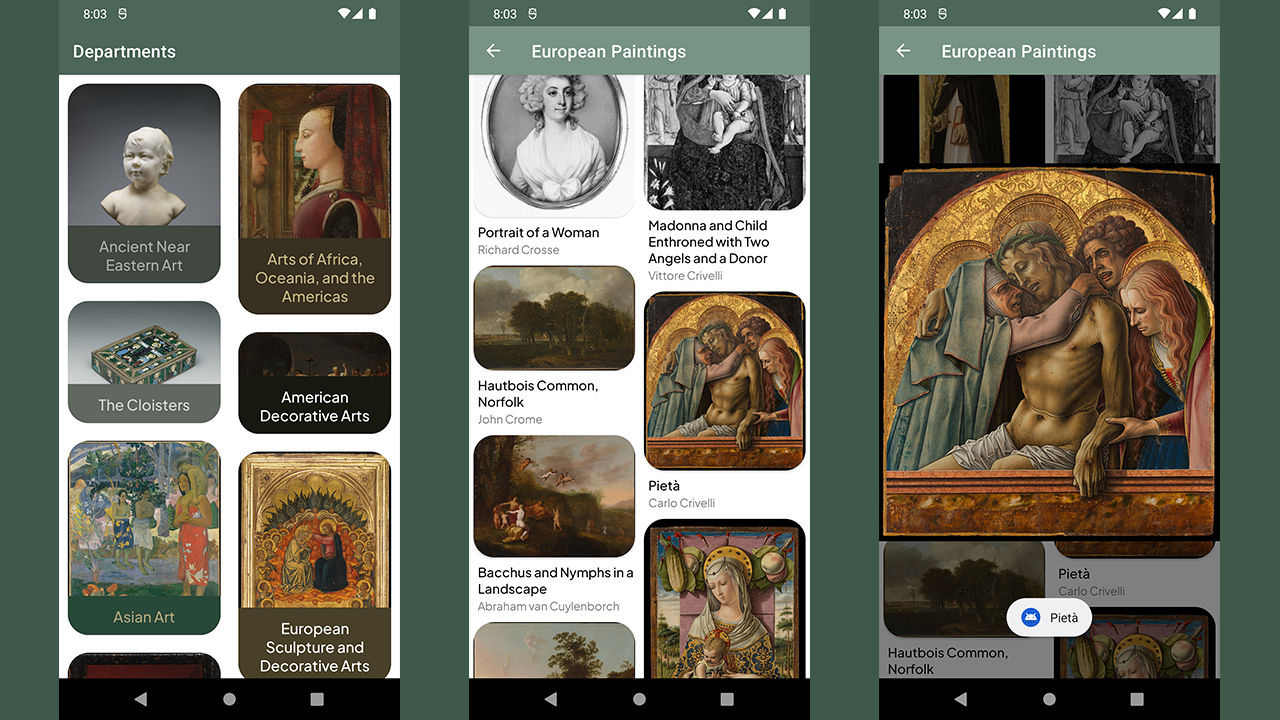 8:03
Departments
Ancient Near
Eastern Art
Arts of Africa,
Oceania, and the
Americas
The Cloisters
American
Decorative Arts
Asian Art
European
Sculpture and
Decorative Arts
8:03
European Paintings
Portrait of a Woman
Richard Crosse
Hautbois Common,
Norfolk
John Crome
Bacchus and Nymphs in a
Landscape
Abraham van Cuylenborch
Madonna and Child
Enthroned with Two
Angels and a Donor
Vittore Crivelli
Pietà
Carlo Crivelli
8:03
European Paintings
Pietà
Carlo Crivelli
Pietà
Hautbois Common,
Norfolk